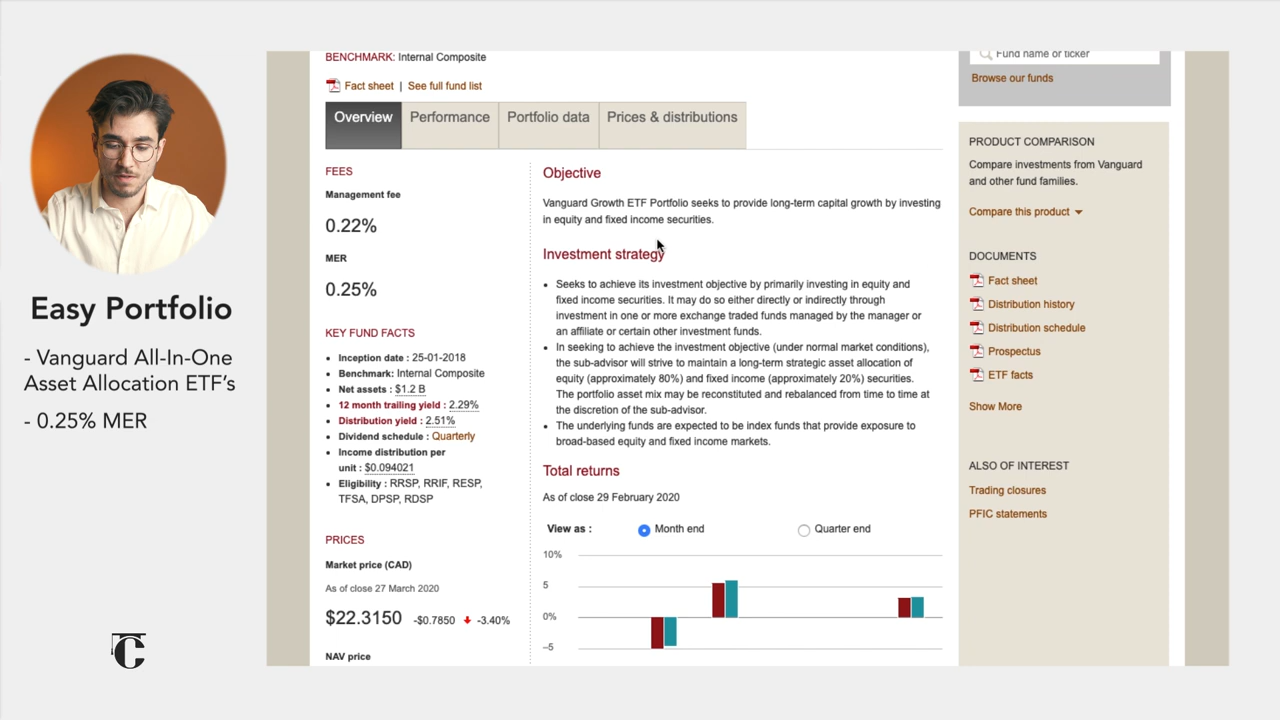 Easy Portfolio
- Vanguard All-In-One
Asset Allocation ETF’s
- 0.25% MER
BENCHMARK: Internal Composite
Fact sheet | See full fund list
Overview
Performance
Portfolio data
Prices & distributions
FEES
Management fee
0.22%
MER
0.25%
KEY FUND FACTS
Inception date : 25-01-2018
Benchmark: Internal Composite
Net assets : $1.2 B
12 month trailing yield : 2.29%
Distribution yield : 2.51%
Dividend schedule : Quarterly
Income distribution per
unit : $0.094021
Eligibility : RRSP, RRIF, RESP,
TFSA, DPSP, RDSP
PRICES
Market price (CAD)
As of close 27 March 2020
$22.3150 -$0.7850 -3.40%
NAV price
Objective
Vanguard Growth ETF Portfolio seeks to provide long-term capital growth by investing
in equity and fixed income securities.
Investment strategy
Seeks to achieve its investment objective by primarily investing in equity and
fixed income securities. It may do so either directly or indirectly through
investment in one or more exchange traded funds managed by the manager or
an affiliate or certain other investment funds.
In seeking to achieve the investment objective (under normal market conditions),
the sub-advisor will strive to maintain a long-term strategic asset allocation of
equity (approximately 80%) and fixed income (approximately 20%) securities.
The portfolio asset mix may be reconstituted and rebalanced from time to time at
the discretion of the sub-advisor.
The underlying funds are expected to be index funds that provide exposure to
broad-based equity and fixed income markets.
Total returns
As of close 29 February 2020
View as : Month end Quarter end
10%
5
0%
-5
Fund name or ticker
Browse our funds
PRODUCT COMPARISON
Compare investments from Vanguard
and other fund families.
Compare this product
DOCUMENTS
Fact sheet
Distribution history
Distribution schedule
Prospectus
ETF facts
Show More
ALSO OF INTEREST
Trading closures
PFIC statements